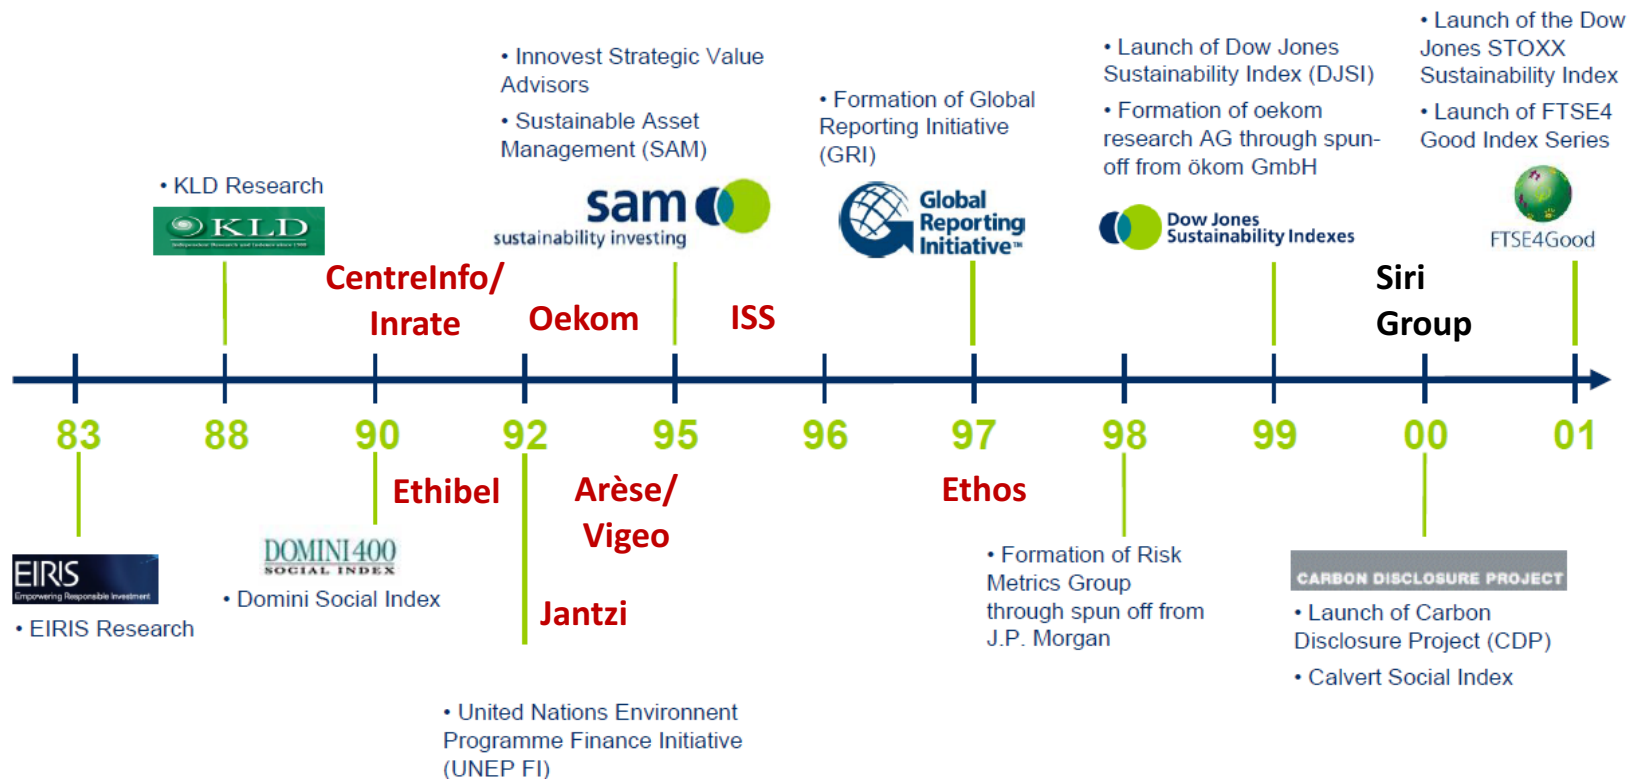 • Launch of the Dow
Jones STOXX
Sustainability Index
• Launch of FTSE4
Good Index Series
FTSE4Good
• Launch of Dow Jones
Sustainability Index (DJSI)
• Formation of oekom
research AG through spun-
off from ökom GmbH
Dow Jones
Sustainability Indexes
• Innovest Strategic Value
Advisors
• Sustainable Asset
Management (SAM)
sam
sustainability investing
• Formation of Global
Reporting Initiative
(GRI)
Global
Reporting
Initiative™
• KLD Research
KLD
CentreInfo/
Inrate
Oekom
ISS
Siri
Group
83 88 90 92 95 96 97 98 99 00 01
Ethibel
Arèse/
Vigeo
Ethos
EIRIS
Empowering Responsible Investment
• EIRIS Research
DOMINI 400
SOCIAL INDEX
• Domini Social Index
Jantzi
• Formation of Risk
Metrics Group
through spun off from
J.P. Morgan
CARBON DISCLOSURE PROJECT
• Launch of Carbon
Disclosure Project (CDP)
• Calvert Social Index
• United Nations Environnent
Programme Finance Initiative
(UNEP FI)